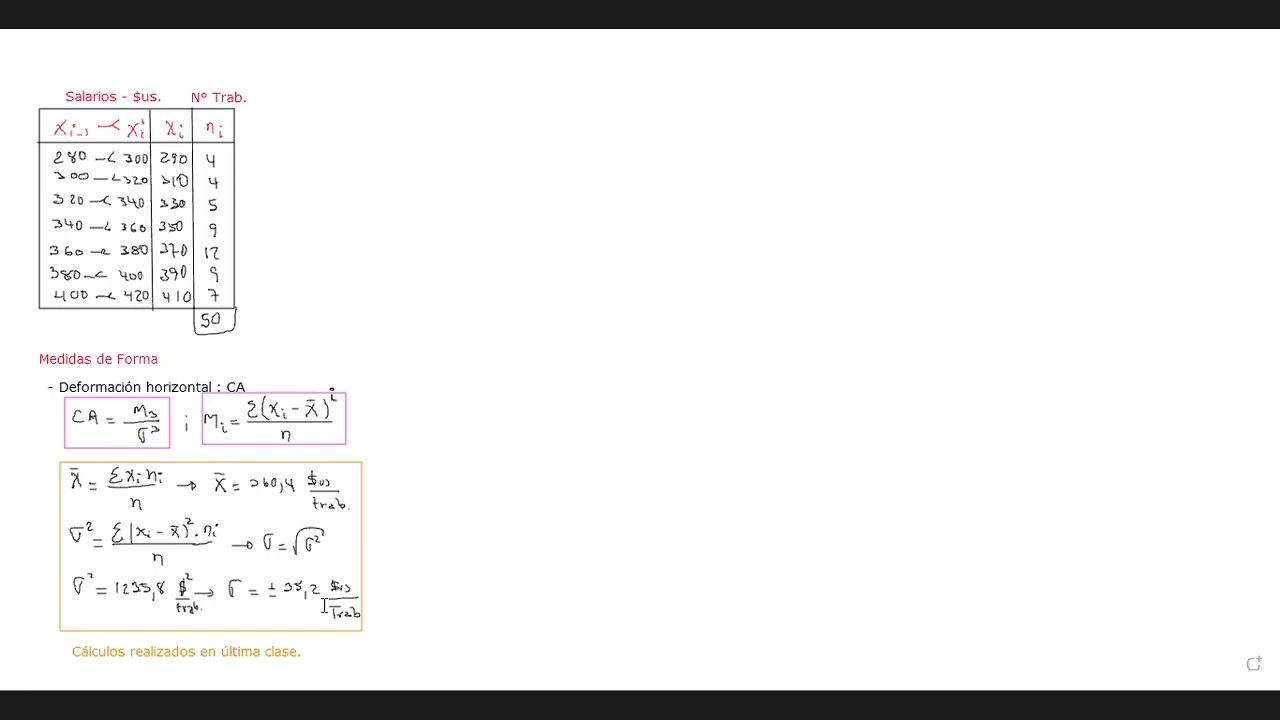 Salarios - $us. N° Trab.
Xi-1 -< Xi Xi ni
280 -< 300 290 4
300 -< 320 310 4
320 -< 340 330 5
340 -< 360 350 9
360 -< 380 370 12
380 -< 400 390 9
400 -< 420 410 7
50
Medidas de Forma
- Deformación horizontal : CA
CA = M3/σ³ ; Mi = Σ(xi - x̄)^i / n
x̄ = Σxi ni / n → x̄ = 360,4 $us/trab.
σ² = Σ(xi - x̄)². ni / n → σ = √σ²
σ² = 1235,8 $²/trab. → σ = ± 35,2 $us/Trab
Cálculos realizados en última clase.